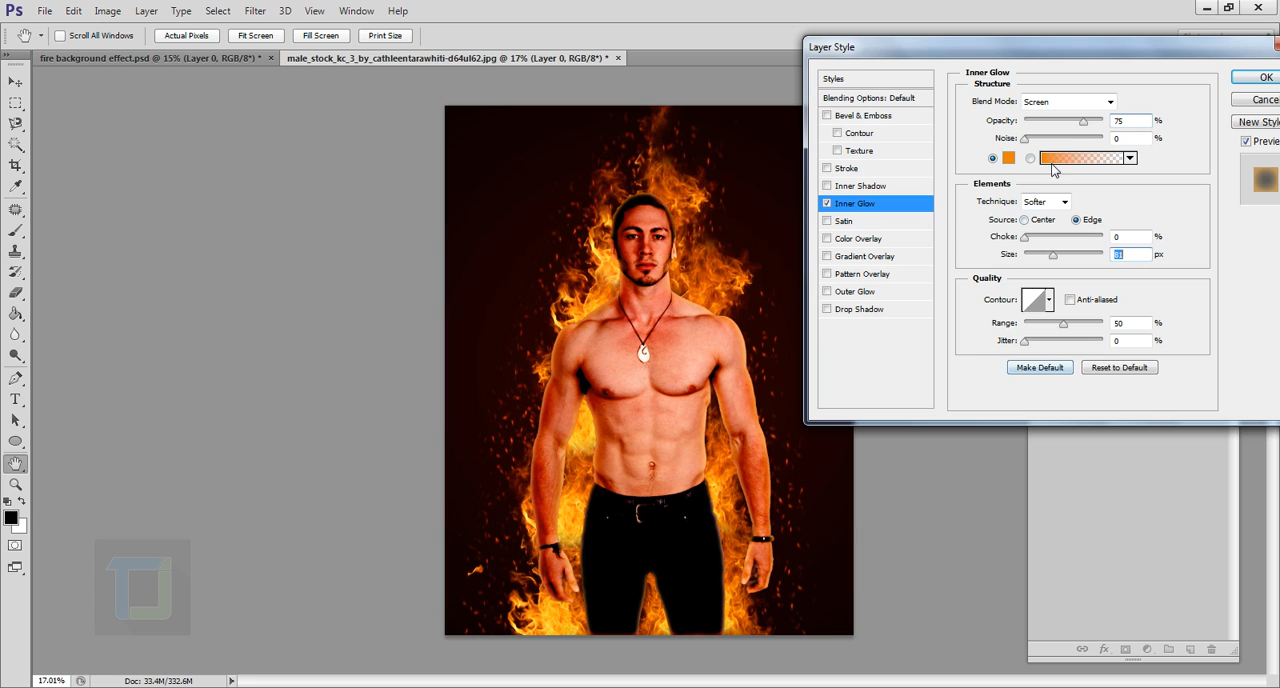 Ps File Edit Image Layer Type Select Filter 3D View Window Help
Scroll All Windows Actual Pixels Fit Screen Fill Screen Print Size
fire background effect.psd @ 15% (Layer 0, RGB/8*) * × male_stock_kc_3_by_cathleentarawhiti-d64ul62.jpg @ 17% (Layer 0, RGB/8*) * ×
Layer Style
Styles
Blending Options: Default
Bevel & Emboss
Contour
Texture
Stroke
Inner Shadow
Inner Glow
Satin
Color Overlay
Gradient Overlay
Pattern Overlay
Outer Glow
Drop Shadow
Inner Glow
Structure
Blend Mode: Screen
Opacity: 75 %
Noise: 0 %
Elements
Technique: Softer
Source: Center Edge
Choke: 0 %
Size: 81 px
Quality
Contour: Anti-aliased
Range: 50 %
Jitter: 0 %
Make Default Reset to Default
OK
Cance
New Style
Preview
fx
17.01% Doc: 33.4M/332.6M